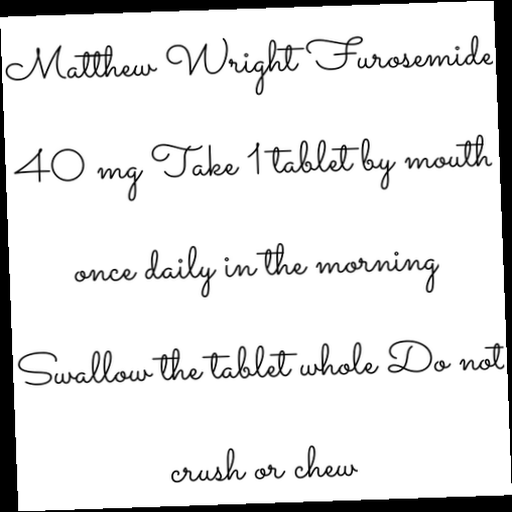 Matthew Wright Furosemide
40 mg Take 1 tablet by mouth
once daily in the morning
Swallow the tablet whole Do not
crush or chew